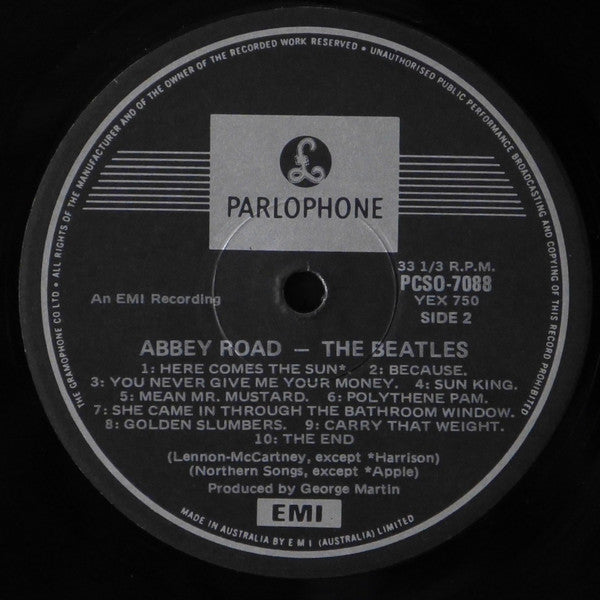 THE GRAMOPHONE CO LTD • ALL RIGHTS OF THE MANUFACTURER AND OF THE OWNER OF THE RECORDED WORK RESERVED • UNAUTHORISED PUBLIC PERFORMANCE BROADCASTING AND COPYING OF THIS RECORD PROHIBITED
£
PARLOPHONE
33 1/3 R.P.M.
PCSO-7088
An EMI Recording
YEX 750
SIDE 2
ABBEY ROAD – THE BEATLES
1: HERE COMES THE SUN*. 2: BECAUSE.
3: YOU NEVER GIVE ME YOUR MONEY. 4: SUN KING.
5: MEAN MR. MUSTARD. 6: POLYTHENE PAM.
7: SHE CAME IN THROUGH THE BATHROOM WINDOW.
8: GOLDEN SLUMBERS. 9: CARRY THAT WEIGHT.
10: THE END
(Lennon-McCartney, except *Harrison)
(Northern Songs, except *Apple)
Produced by George Martin
EMI
MADE IN AUSTRALIA BY E M I (AUSTRALIA) LIMITED